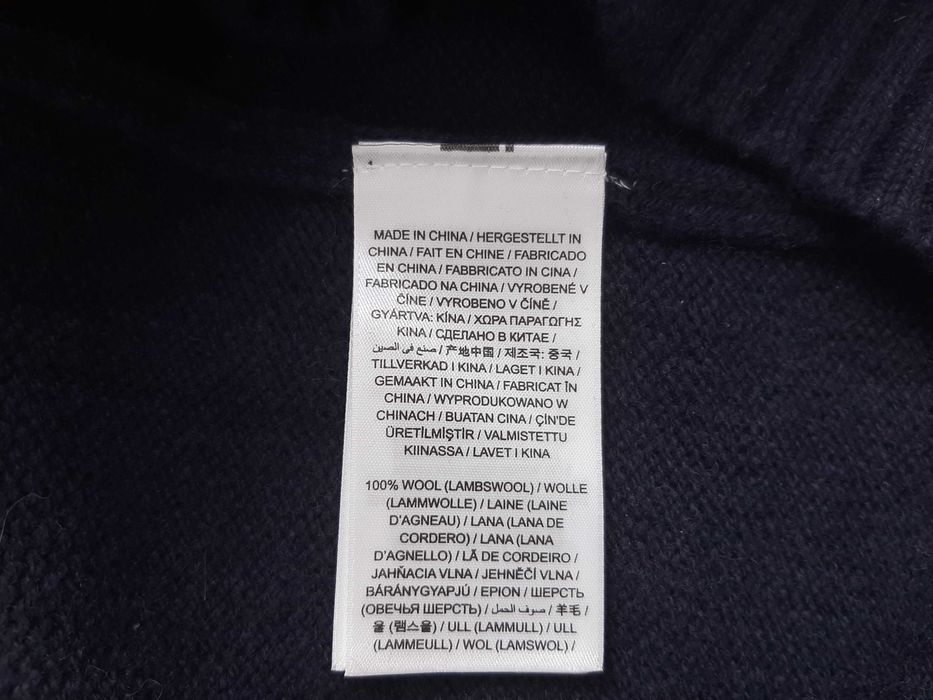 MADE IN CHINA / HERGESTELLT IN
CHINA / FAIT EN CHINE / FABRICADO
EN CHINA / FABBRICATO IN CINA /
FABRICADO NA CHINA / VYROBENÉ V
ČÍNE / VYROBENO V ČÍNĚ /
GYÁRTVA: KÍNA / ΧΩΡΑ ΠΑΡΑΓΩΓΗΣ
KINA / СДЕЛАНО В КИТАЕ /
صنع في الصين / 产地中国 / 제조국: 중국 /
TILLVERKAD I KINA / LAGET I KINA /
GEMAAKT IN CHINA / FABRICAT ÎN
CHINA / WYPRODUKOWANO W
CHINACH / BUATAN CINA / ÇİN'DE
ÜRETİLMİŞTİR / VALMISTETTU
KIINASSA / LAVET I KINA
100% WOOL (LAMBSWOOL) / WOLLE
(LAMMWOLLE) / LAINE (LAINE
D'AGNEAU) / LANA (LANA DE
CORDERO) / LANA (LANA
D'AGNELLO) / LÃ DE CORDEIRO /
JAHŇACIA VLNA / JEHNĚČÍ VLNA /
BÁRÁNYGYAPJÚ / ΕΡΙΟΝ / ШЕРСТЬ
(ОВЕЧЬЯ ШЕРСТЬ) / صوف الحمل / 羊毛 /
울 (램스울) / ULL (LAMMULL) / ULL
(LAMMEULL) / WOL (LAMSWOL) /